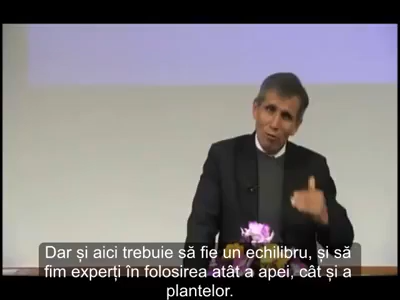 Dar și aici trebuie să fie un echilibru, și să
fim experți în folosirea atât a apei, cât și a
plantelor.